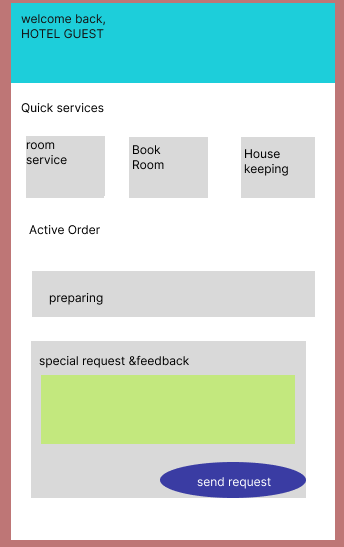 welcome back,
HOTEL GUEST
Quick services
room
service
Book
Room
House
keeping
Active Order
preparing
special request &feedback
send request